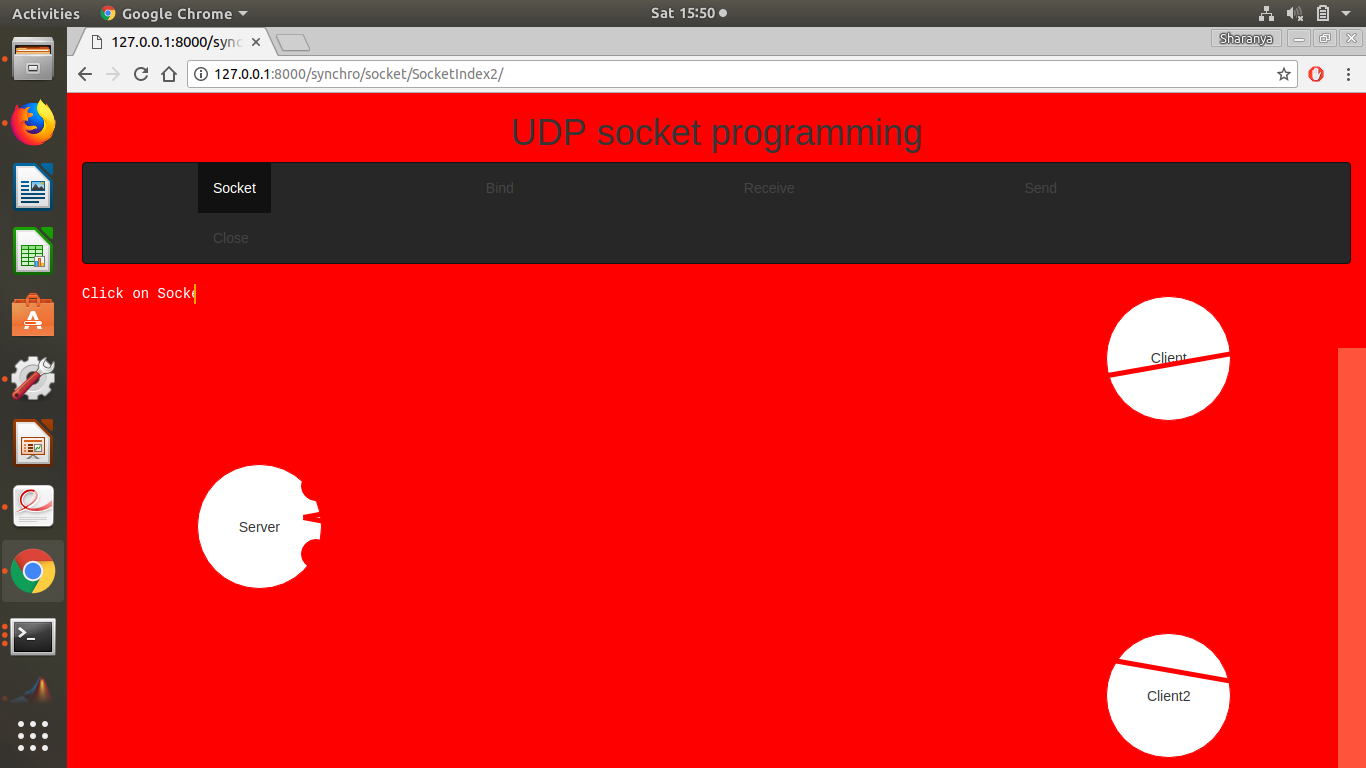 Activities Google Chrome Sat 15:50
127.0.0.1:8000/sync
Sharanya
127.0.0.1:8000/synchro/socket/SocketIndex2/
UDP socket programming
Socket Bind Receive Send
Close
Click on Socke
Client
Server
Client2